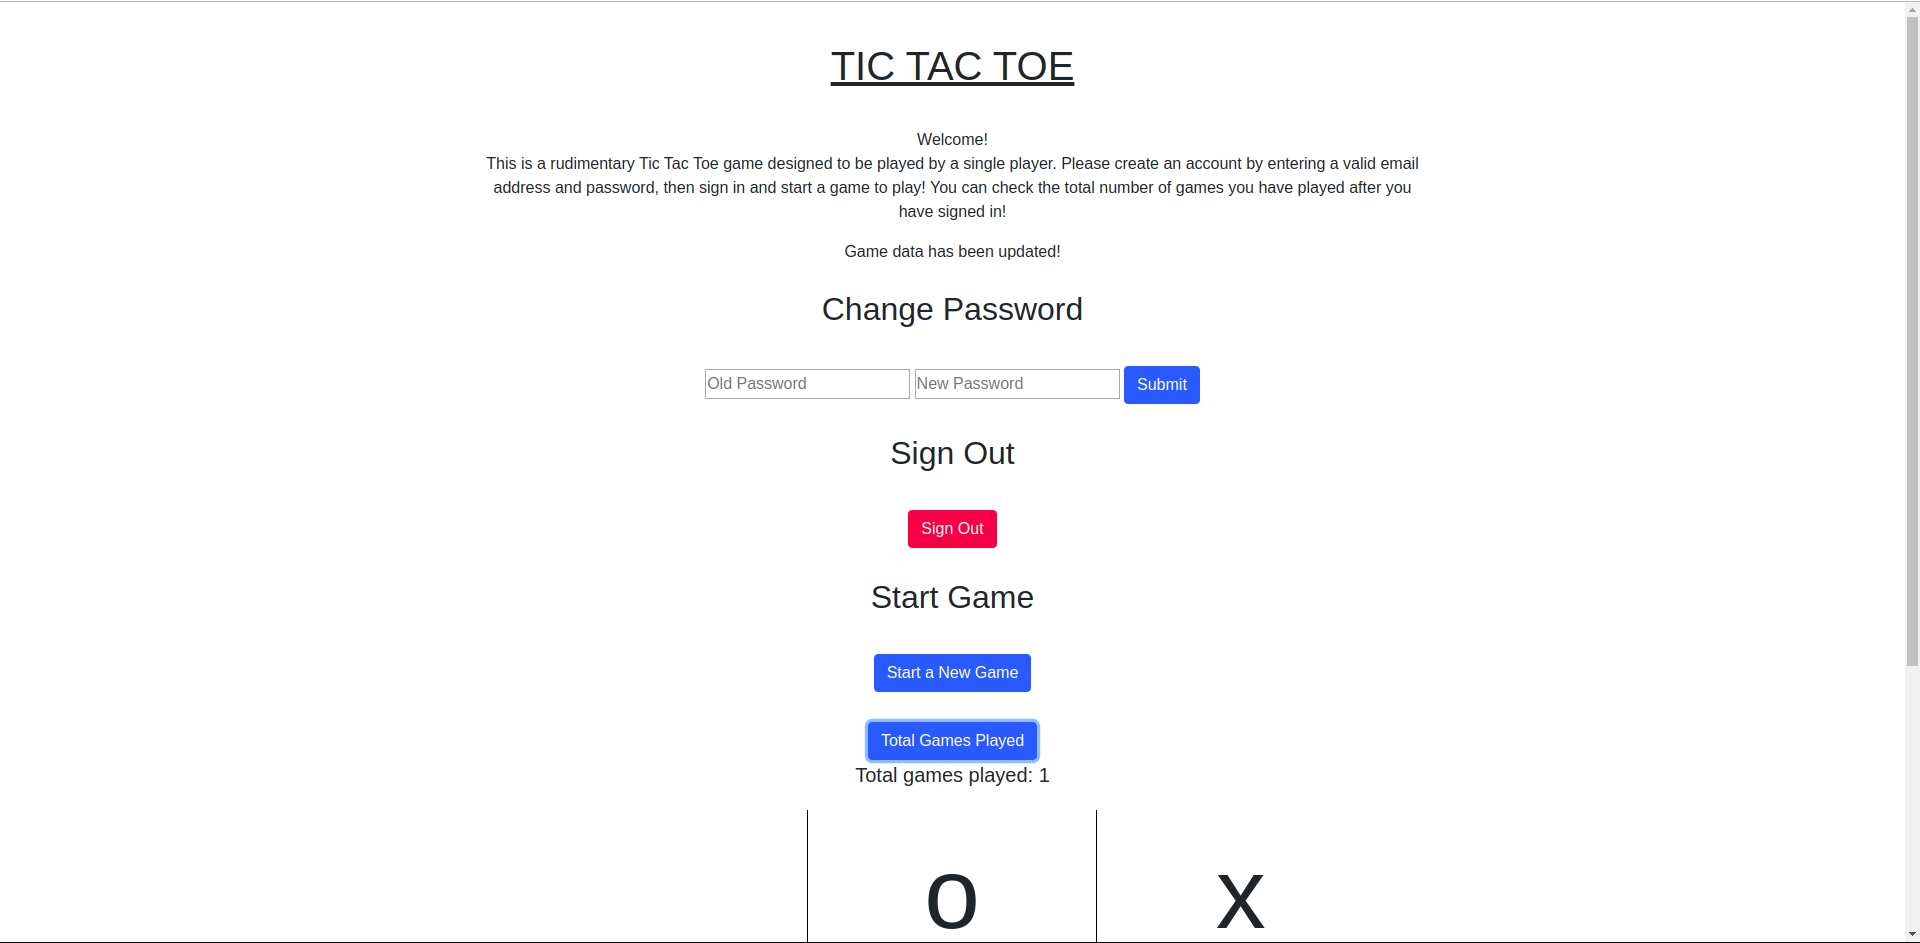 TIC TAC TOE
Welcome!
This is a rudimentary Tic Tac Toe game designed to be played by a single player. Please create an account by entering a valid email
address and password, then sign in and start a game to play! You can check the total number of games you have played after you
have signed in!
Game data has been updated!
Change Password
Old Password New Password Submit
Sign Out
Sign Out
Start Game
Start a New Game
Total Games Played
Total games played: 1
o x